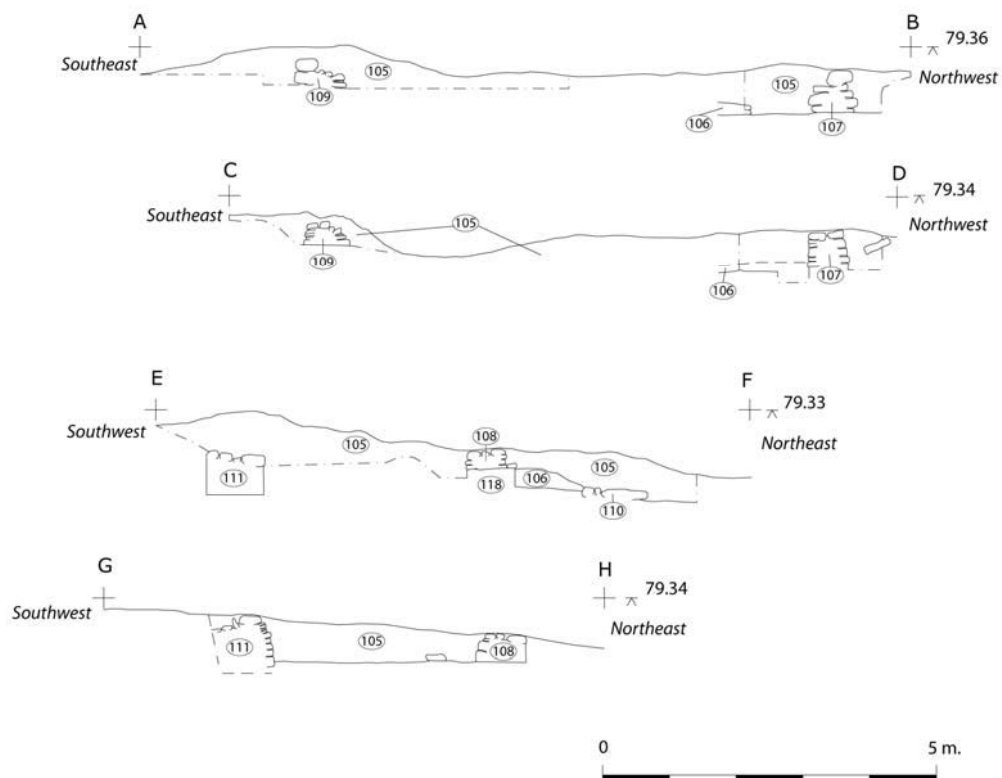 A B
79.36
Southeast Northwest
105 105
109
106 107
C D
79.34
Southeast Northwest
105
109 107
106
E F
79.33
Southwest Northeast
108
105 105
111 118 106
110
G H
79.34
Southwest Northeast
111 105 108
0 5 m.